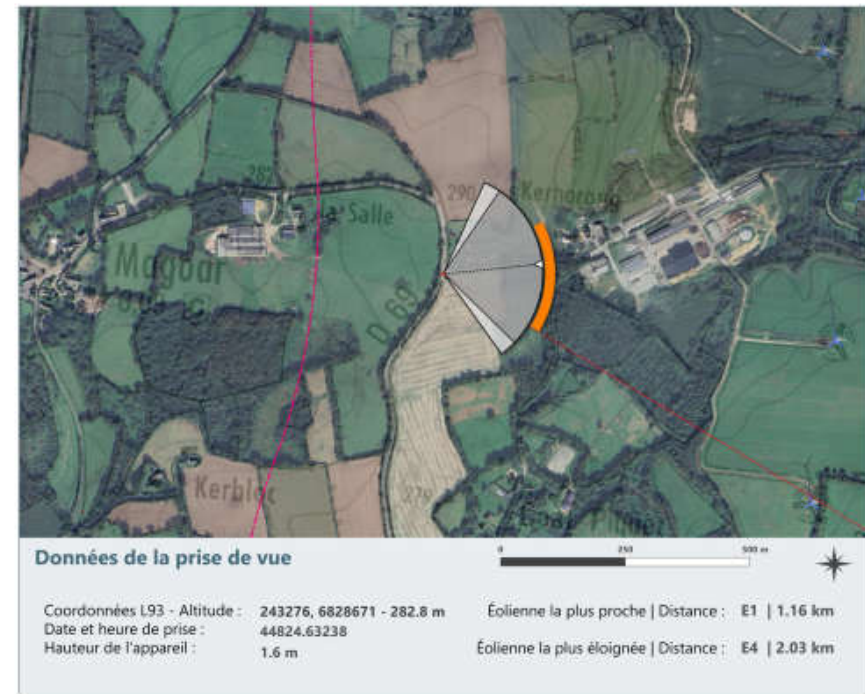 282
290
Kernorong
la Salle
Magoar
D 69
Kerbloc
279
Données de la prise de vue
0 250 500 m
Coordonnées L93 - Altitude : 243276, 6828671 - 282.8 m
Date et heure de prise : 44824.63238
Hauteur de l'appareil : 1.6 m
Éolienne la plus proche | Distance : E1 | 1.16 km
Éolienne la plus éloignée | Distance : E4 | 2.03 km